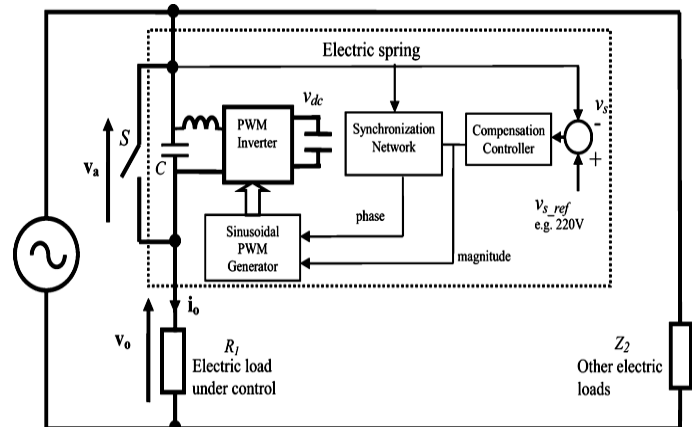 Electric spring
v_dc
v_s
S
PWM
Inverter
Synchronization
Network
Compensation
Controller
-
+
v_a
C
v_s_ref
e.g. 220V
phase
Sinusoidal
PWM
Generator
magnitude
i_o
v_o
R_1
Electric load
under control
Z_2
Other electric
loads